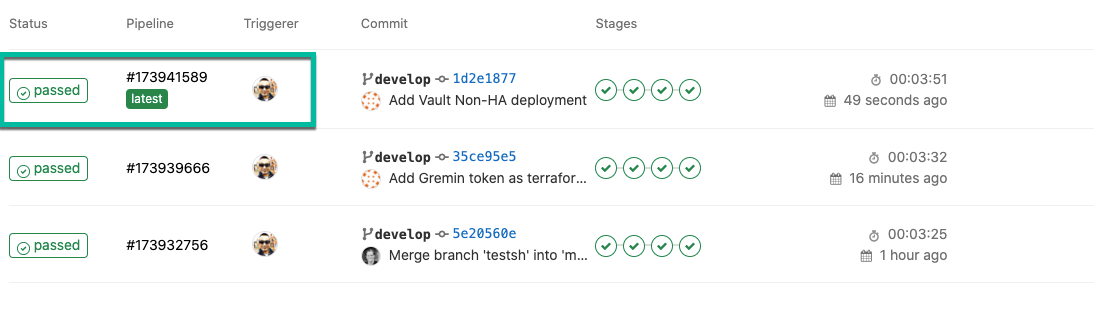 Status Pipeline Triggerer Commit Stages
passed #173941589 latest develop 1d2e1877 00:03:51
Add Vault Non-HA deployment 49 seconds ago
passed #173939666 develop 35ce95e5 00:03:32
Add Gremin token as terrafor... 16 minutes ago
passed #173932756 develop 5e20560e 00:03:25
Merge branch 'testsh' into 'm... 1 hour ago